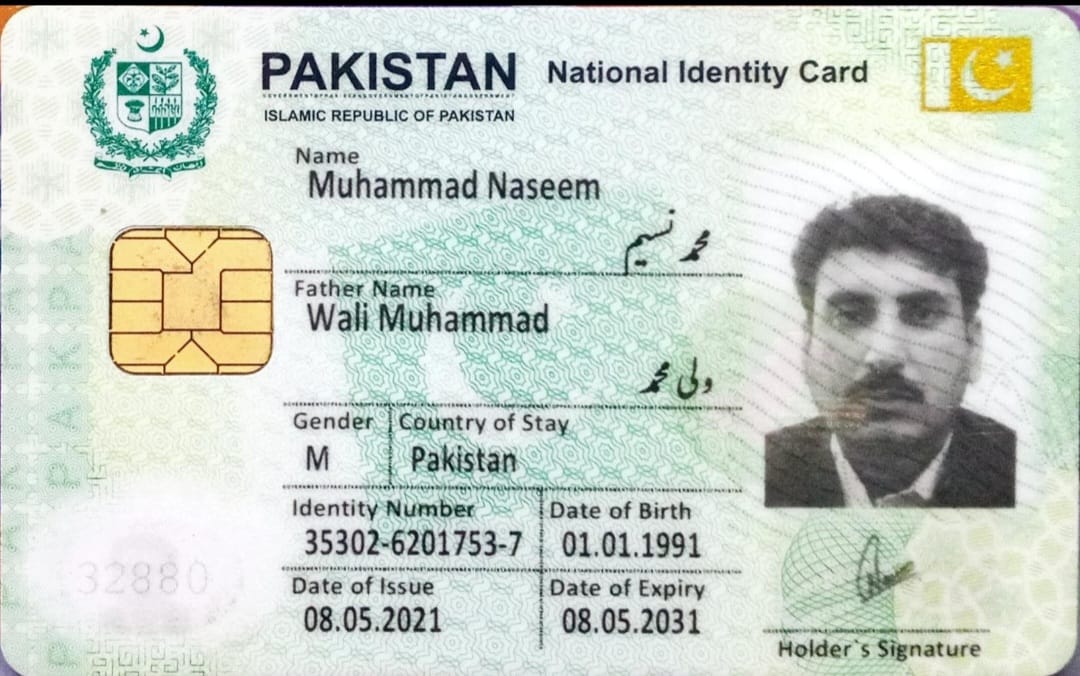 PAKISTAN National Identity Card
ISLAMIC REPUBLIC OF PAKISTAN
Name
Muhammad Naseem
محمد نسیم
Father Name
Wali Muhammad
ولی محمد
Gender Country of Stay
M Pakistan
Identity Number Date of Birth
35302-6201753-7 01.01.1991
Date of Issue Date of Expiry
08.05.2021 08.05.2031
32880
Holder`s Signature